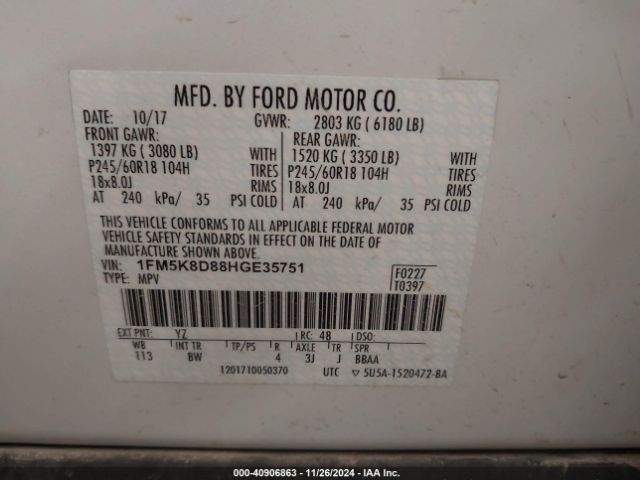 MFD. BY FORD MOTOR CO.
DATE: 10/17 GVWR: 2803 KG ( 6180 LB)
FRONT GAWR: REAR GAWR:
1397 KG ( 3080 LB) WITH 1520 KG ( 3350 LB) WITH
P245/60R18 104H TIRES P245/60R18 104H TIRES
18x8.0J RIMS 18x8.0J RIMS
AT 240 kPa/ 35 PSI COLD AT 240 kPa/ 35 PSI COLD
THIS VEHICLE CONFORMS TO ALL APPLICABLE FEDERAL MOTOR
VEHICLE SAFETY STANDARDS IN EFFECT ON THE DATE OF
MANUFACTURE SHOWN ABOVE.
VIN: 1FM5K8D88HGE35751 F0227
TYPE: MPV T0397
EXT PNT: YZ RC: 48 DSO:
WB INT TR TP/PS R AXLE TR SPR
113 BW 4 3J J BBAA
1201710050370 UTC ▽ 5U5A-1520472-BA
000-40906863 - 11/26/2024 - IAA Inc.